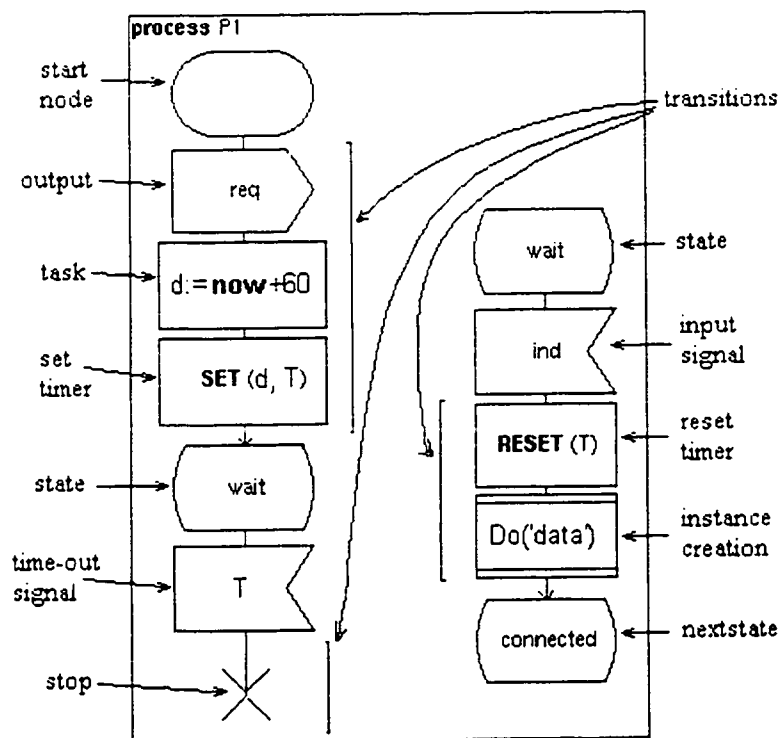 process P1
start
node
output
task
set
timer
state
time-out
signal
stop
req
d:=now+60
SET (d, T)
wait
T
transitions
wait
ind
RESET (T)
Do('data')
connected
state
input
signal
reset
timer
instance
creation
nextstate